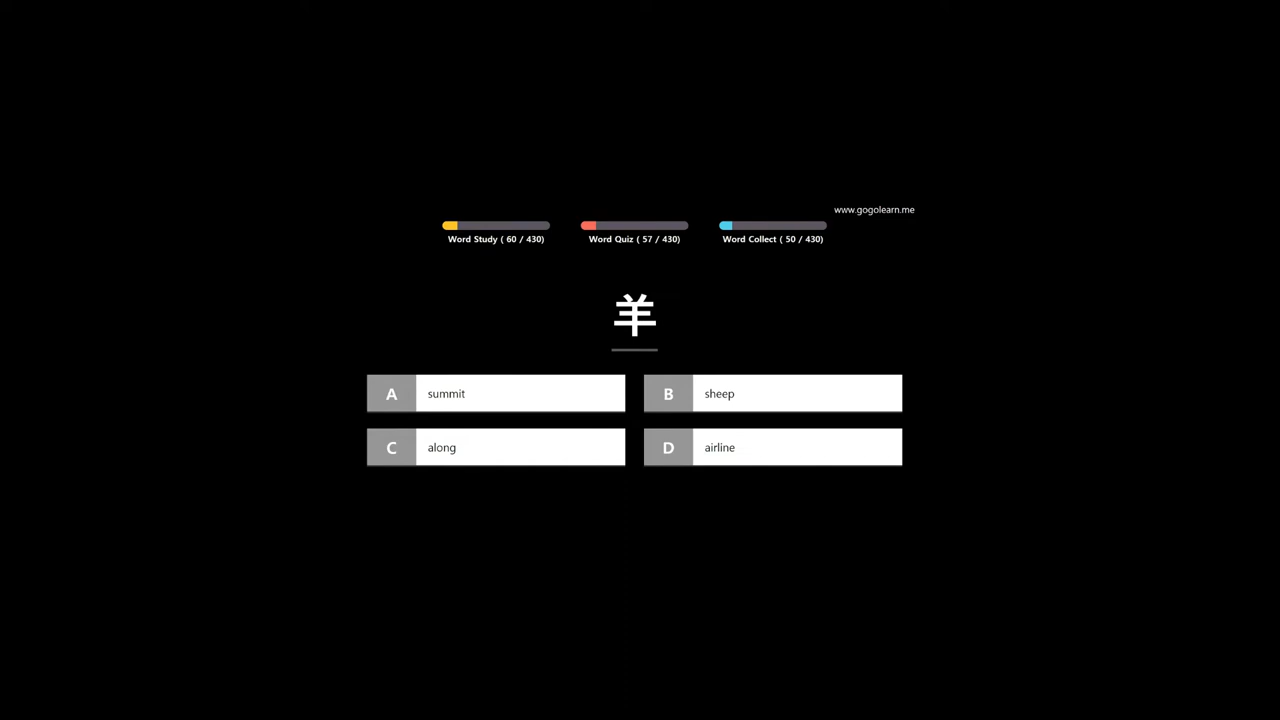 www.gogolearn.me
Word Study ( 60 / 430)
Word Quiz ( 57 / 430)
Word Collect ( 50 / 430)
羊
A summit
B sheep
C along
D airline